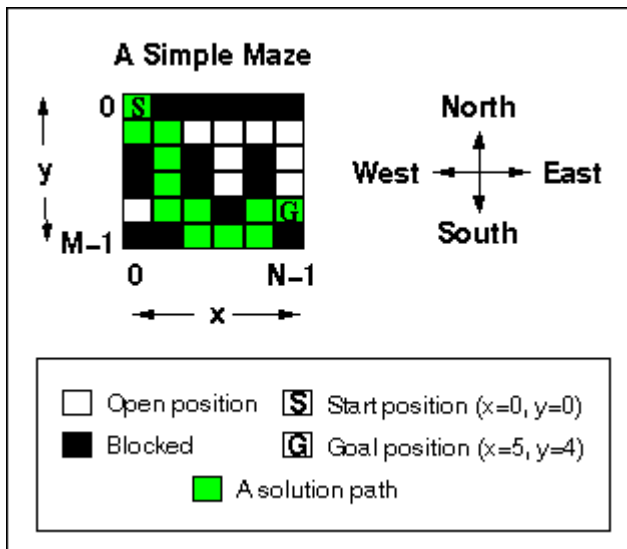 A Simple Maze
0 S
North
y
West East
G
M-1
South
0 N-1
x
Open position
S Start position (x=0, y=0)
Blocked
G Goal position (x=5, y=4)
A solution path